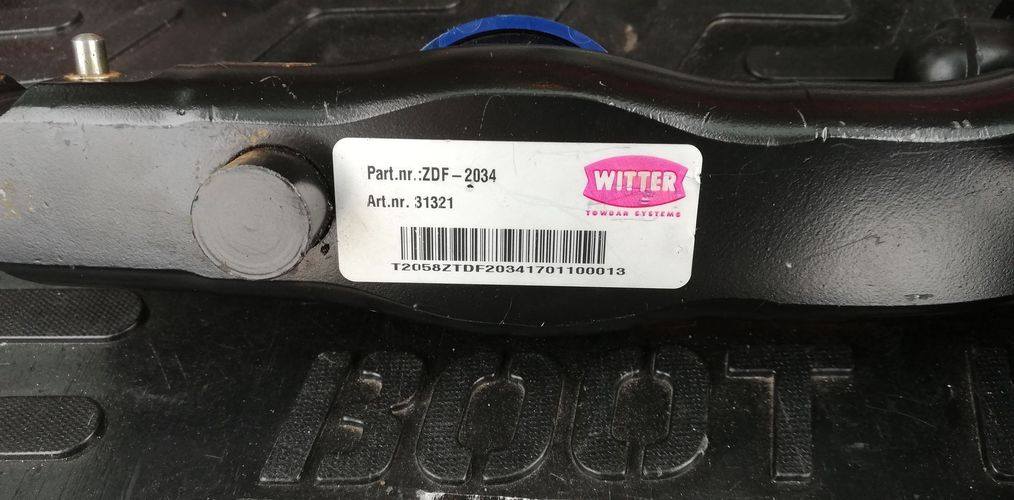 Part.nr.:ZDF-2034
Art.nr. 31321
WITTER
TOWBAR SYSTEMS
T2058ZTDF20341701100013
BOOT